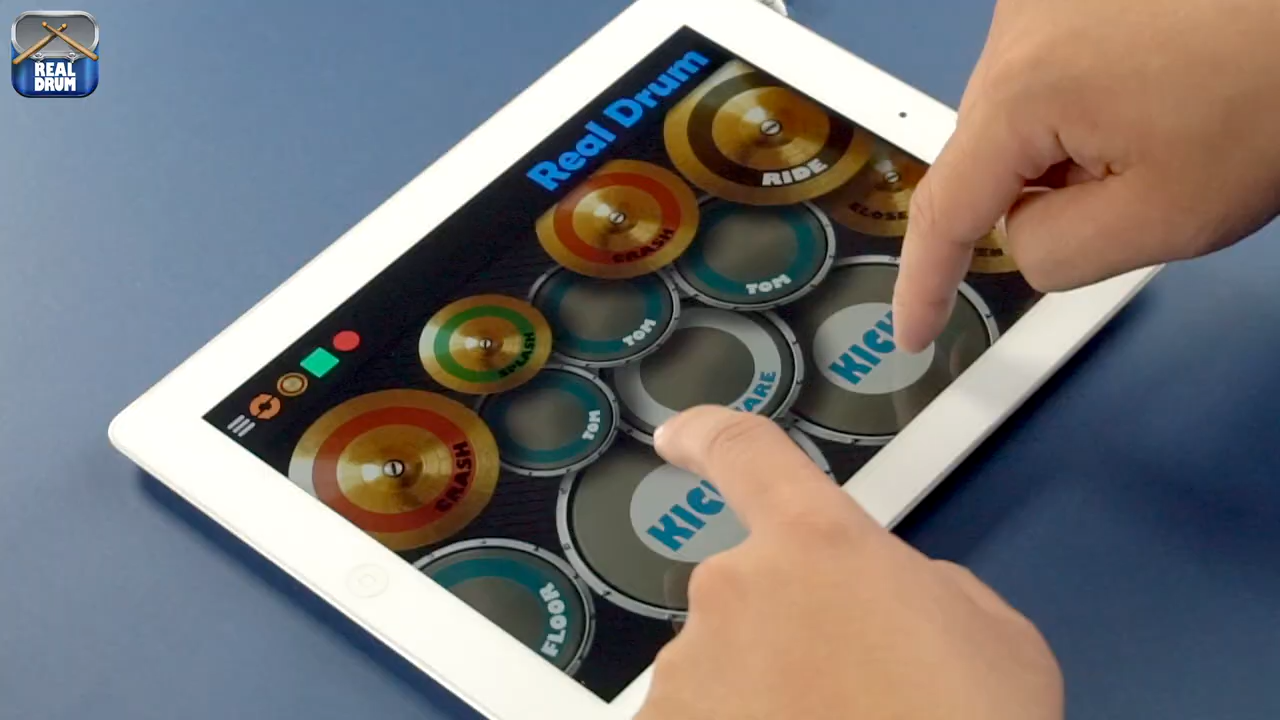 REAL
DRUM
Real Drum
RIDE
CRASH
TOM
TOM
SPLASH
TOM
KICK
CRASH
KICK
FLOOR